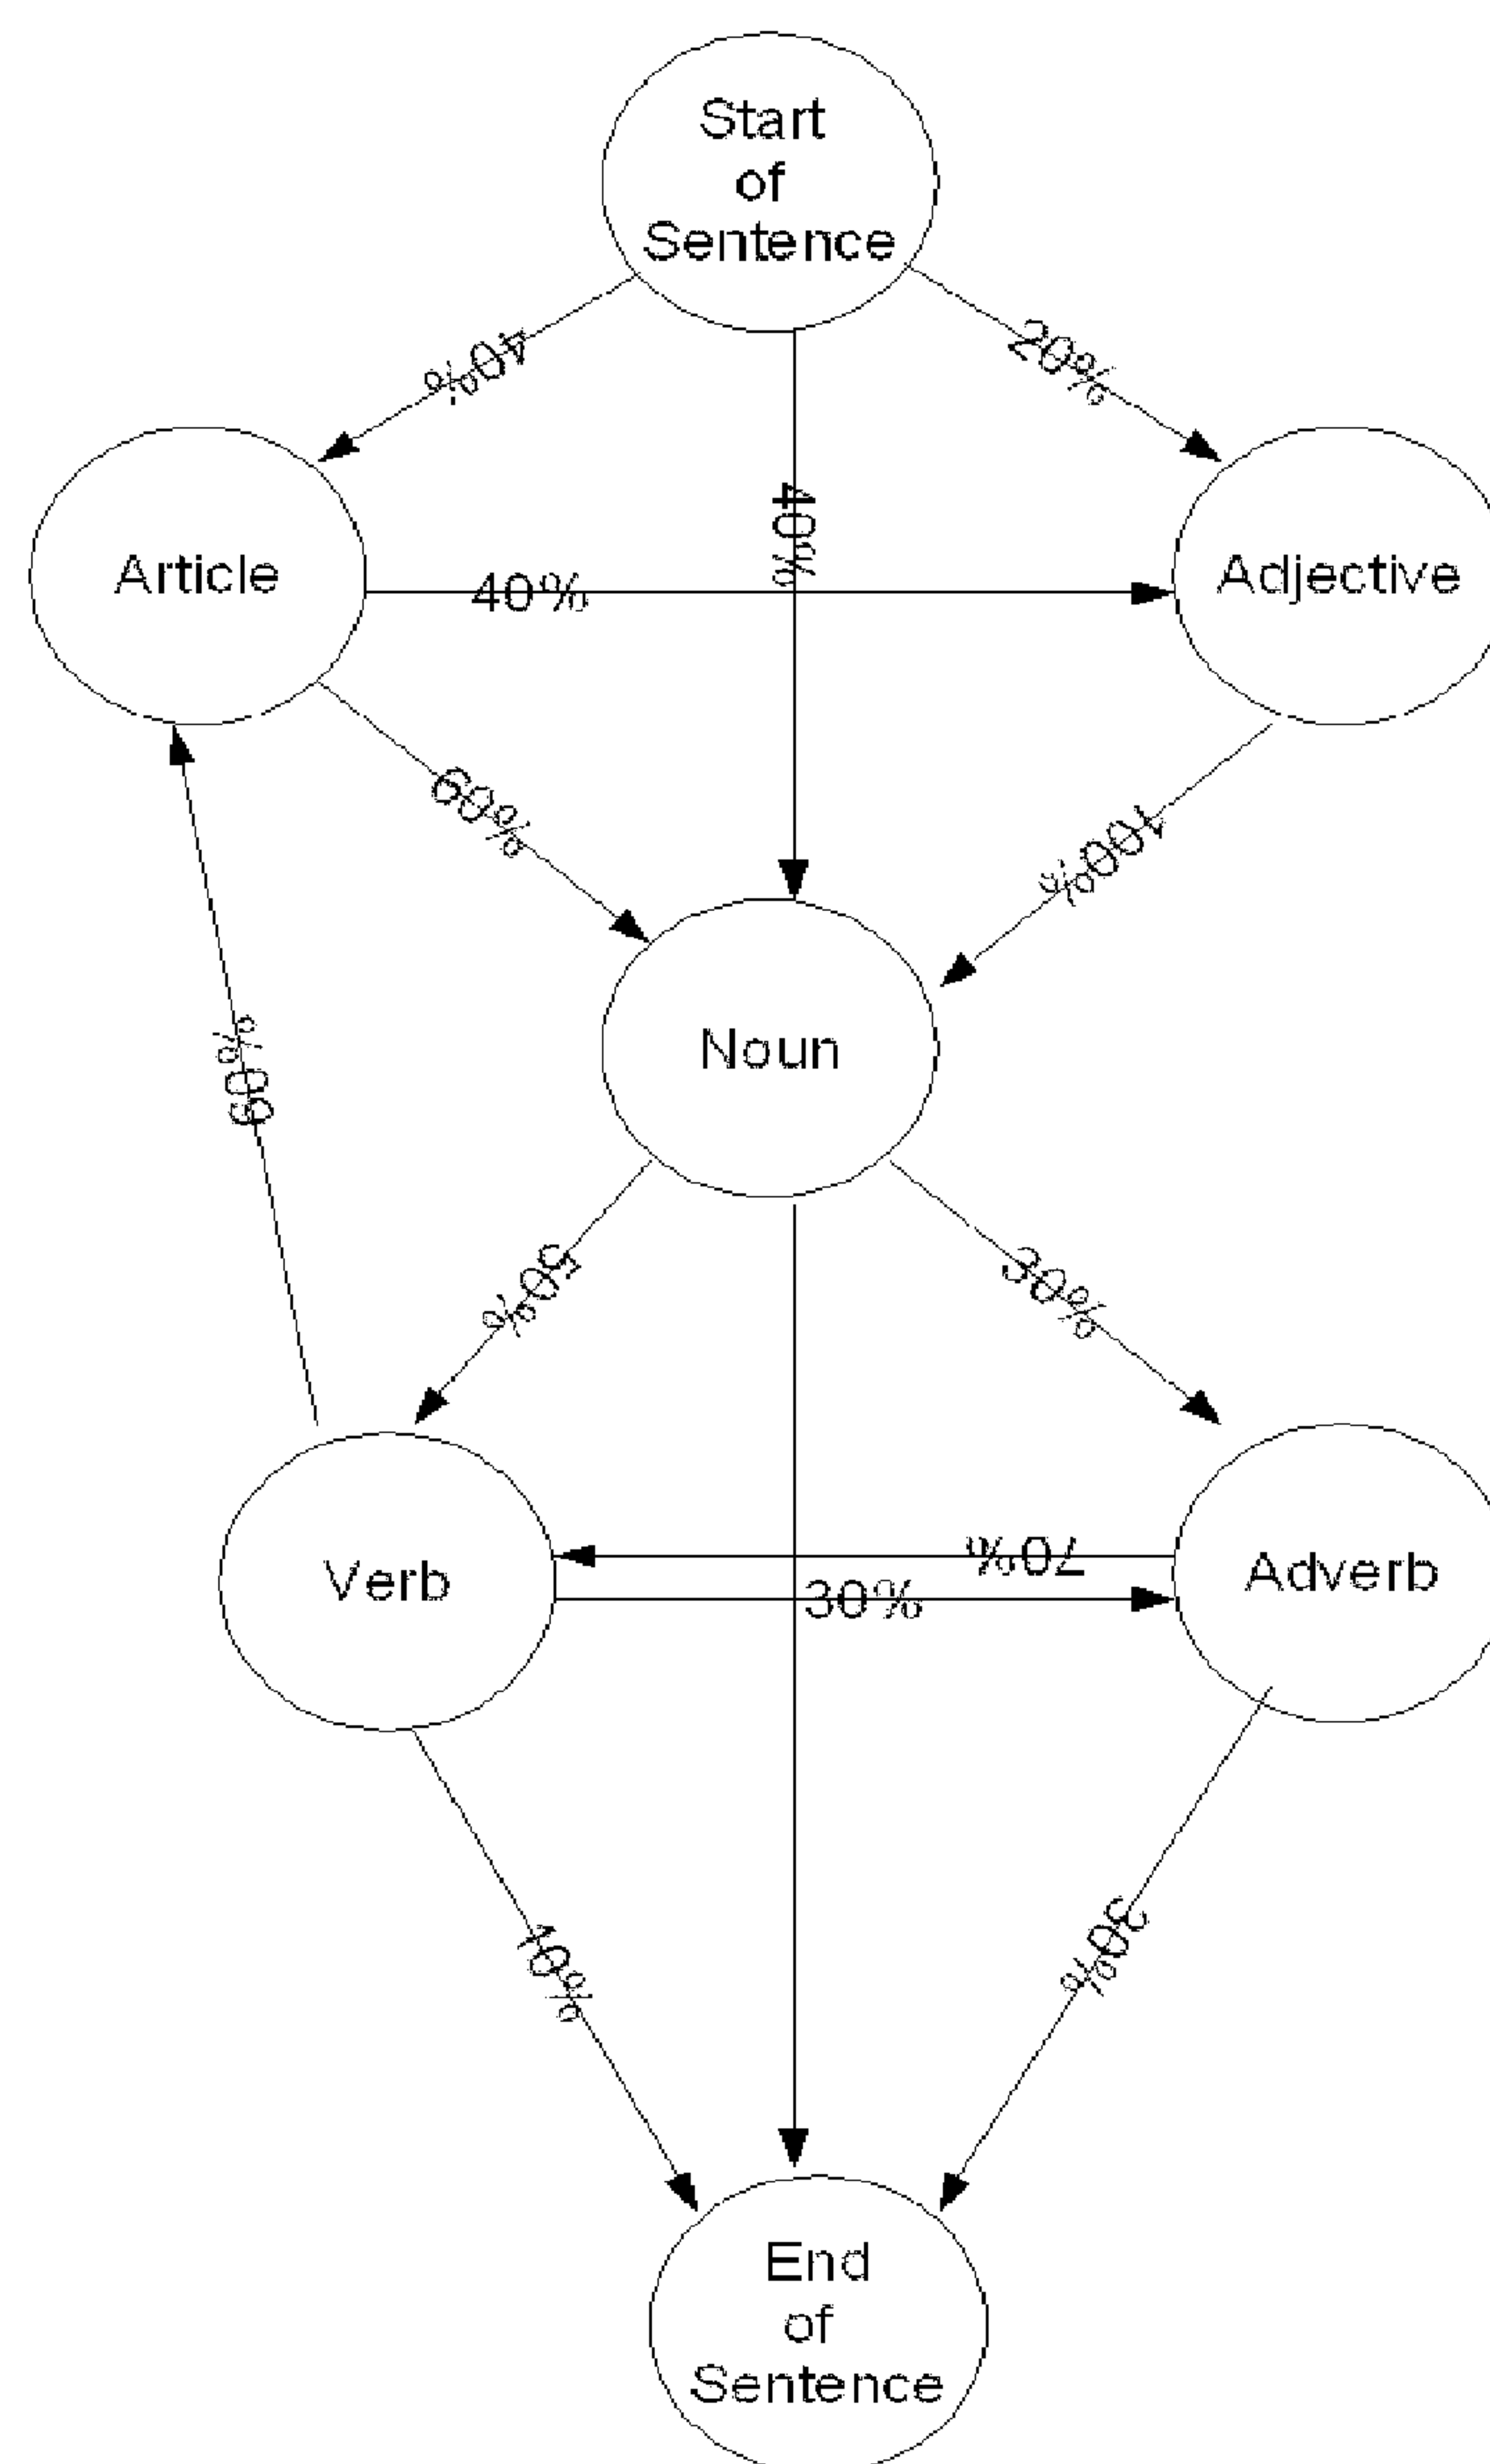 Start
of
Sentence
40%
20%
40%
Article
40%
Adjective
60%
100%
Noun
60%
50%
30%
Verb
70%
30%
Adverb
10%
30%
End
of
Sentence